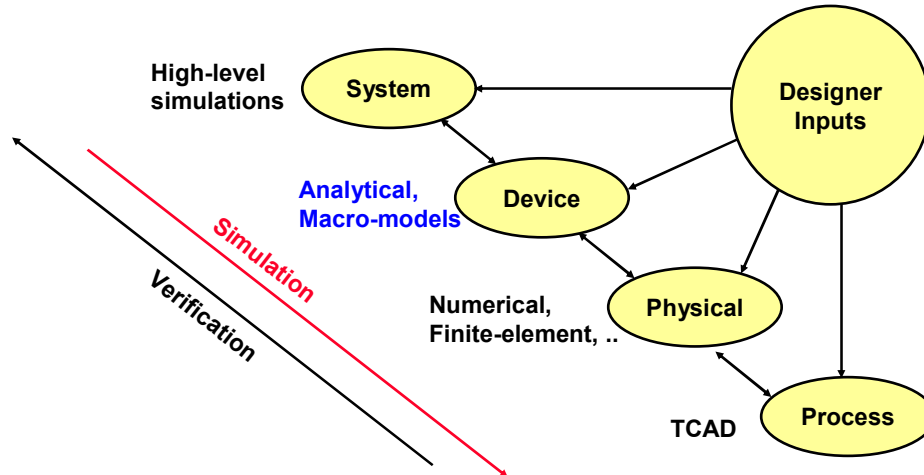 High-level
simulations
System
Designer
Inputs
Analytical,
Macro-models
Device
Simulation
Verification
Numerical,
Finite-element, ..
Physical
TCAD
Process